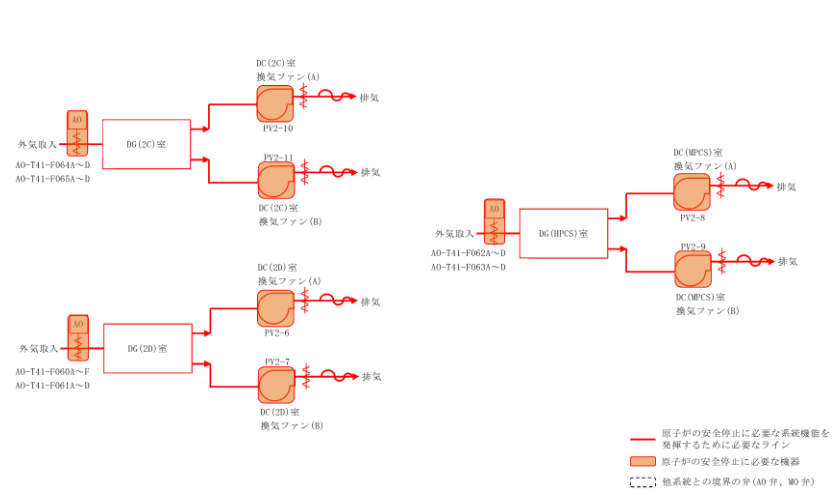 DC(2C)室
換気ファン(A)
AO
排気
外気取入
DG(2C)室
PV2-10
AO-T41-F064A～D
AO-T41-F065A～D
PV2-11
排気
DC(2C)室
換気ファン(B)
DC(2D)室
換気ファン(A)
AO
排気
外気取入
DG(2D)室
PV2-6
AO-T41-F060A～F
AO-T41-F061A～D
PV2-7
排気
DC(2D)室
換気ファン(B)
DC(MPCS)室
換気ファン(A)
AO
排気
外気取入
DG(HPCS)室
PV2-8
AO-T41-F062A～D
AO-T41-F063A～D
PV2-9
排気
DC(MPCS)室
換気ファン(B)
原子炉の安全停止に必要な系統機能を
発揮するために必要なライン
原子炉の安全停止に必要な機器
他系統との境界の弁(AO 弁、MO 弁)